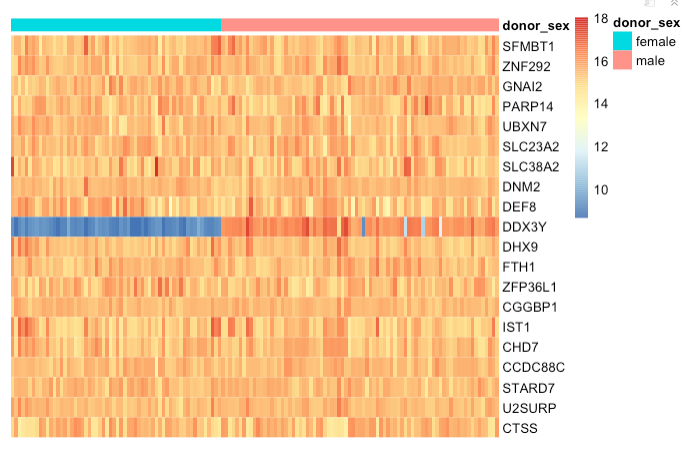 donor_sex
SFMBT1
ZNF292
GNAI2
PARP14
UBXN7
SLC23A2
SLC38A2
DNM2
DEF8
DDX3Y
DHX9
FTH1
ZFP36L1
CGGBP1
IST1
CHD7
CCDC88C
STARD7
U2SURP
CTSS
18
16
14
12
10
donor_sex
female
male